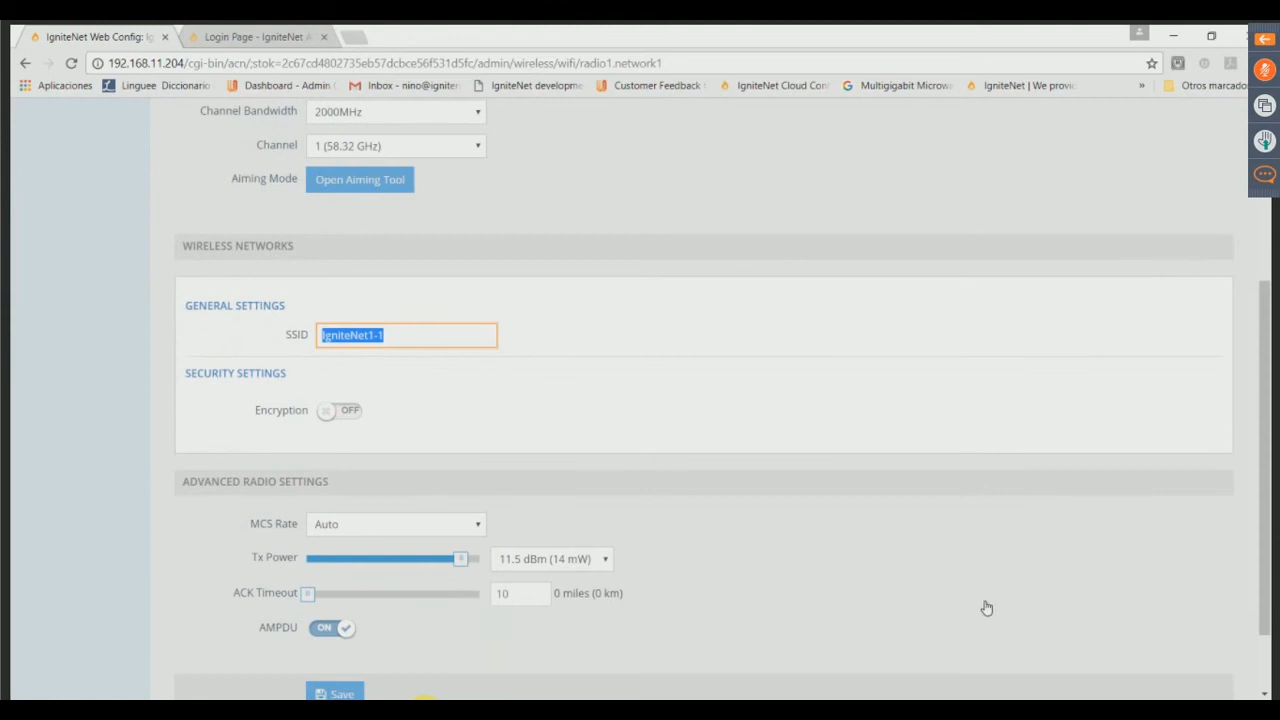 IgniteNet Web Config: Ig
Login Page - IgniteNet A
192.168.11.204/cgi-bin/acn/;stok=2c67cd4802735eb57dcbce56f531d5fc/admin/wireless/wifi/radio1.network1
Aplicaciones Linguee Diccionario Dashboard - Admin Inbox - nino@igniten IgniteNet developme Customer Feedback IgniteNet Cloud Con Multigigabit Microw IgniteNet | We provid » Otros marcado
Channel Bandwidth 2000MHz
Channel 1 (58.32 GHz)
Aiming Mode Open Aiming Tool
WIRELESS NETWORKS
GENERAL SETTINGS
SSID IgniteNet1-1
SECURITY SETTINGS
Encryption OFF
ADVANCED RADIO SETTINGS
MCS Rate Auto
Tx Power 11.5 dBm (14 mW)
ACK Timeout 10 0 miles (0 km)
AMPDU ON
Save